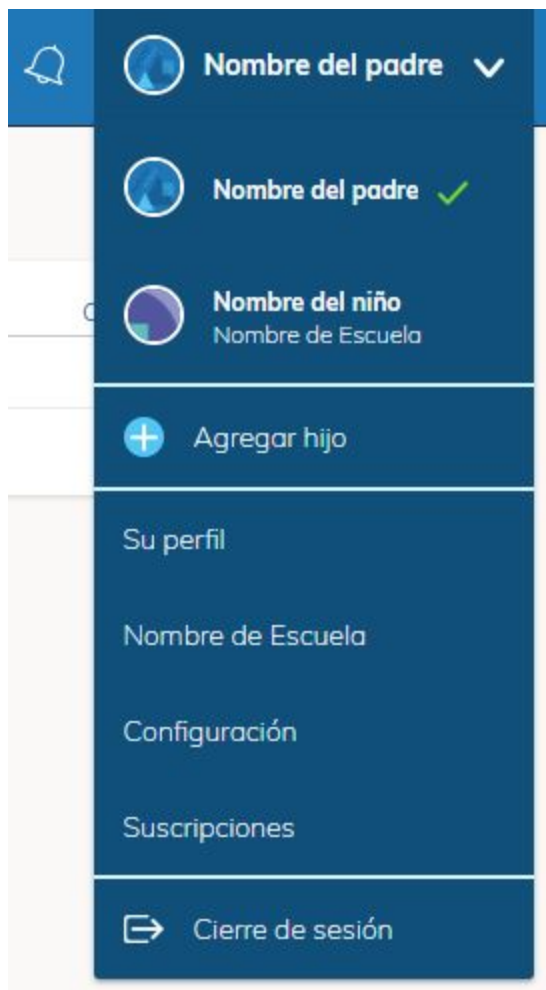 Nombre del padre
Nombre del padre
Nombre del niño
Nombre de Escuela
Agregar hijo
Su perfil
Nombre de Escuela
Configuración
Suscripciones
Cierre de sesión